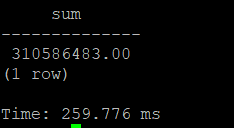 sum
--------------
310586483.00
(1 row)
Time: 259.776 ms